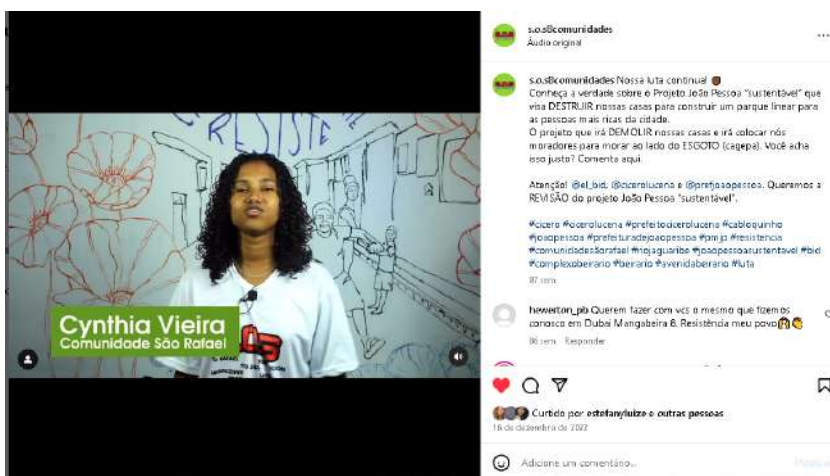 RESISTE
Cynthia Vieira
Comunidade São Rafael
s.o.s8comunidades
Áudio original
s.o.s8comunidades Nossa luta continua!
Conheça a verdade sobre o Projeto João Pessoa "sustentável" que
visa DESTRUIR nossas casas para construir um parque linear para
as pessoas mais ricas da cidade.
O projeto que irá DEMOLIR nossas casas e irá colocar nós
moradores para morar ao lado do ESGOTO (cagepa). Você acha
isso justo? Comenta aqui.
Atenção! @el_bid, @cicerolucena e @prefjoaopessoa. Queremos a
REVISÃO do projeto João Pessoa "sustentável".
#cicero #cicerolucena #prefeitocicerolucena #cabloquinho
#joaopessoa #prefeituradejoaopessoa #pmjp #resistencia
#comunidadesãorafael #riojaguaribe #joaopessoasustentavel #bid
#complexobeirario #beirario #avenidabeirario #luta
87 sem
hewerton_pb Querem fazer com vcs o mesmo que fizemos
conosco em Dubai Mangabeira 8. Resistência meu povo
86 sem Responder
Curtido por estefanyluize e outras pessoas
16 de dezembro de 2022
Adicione um comentário...